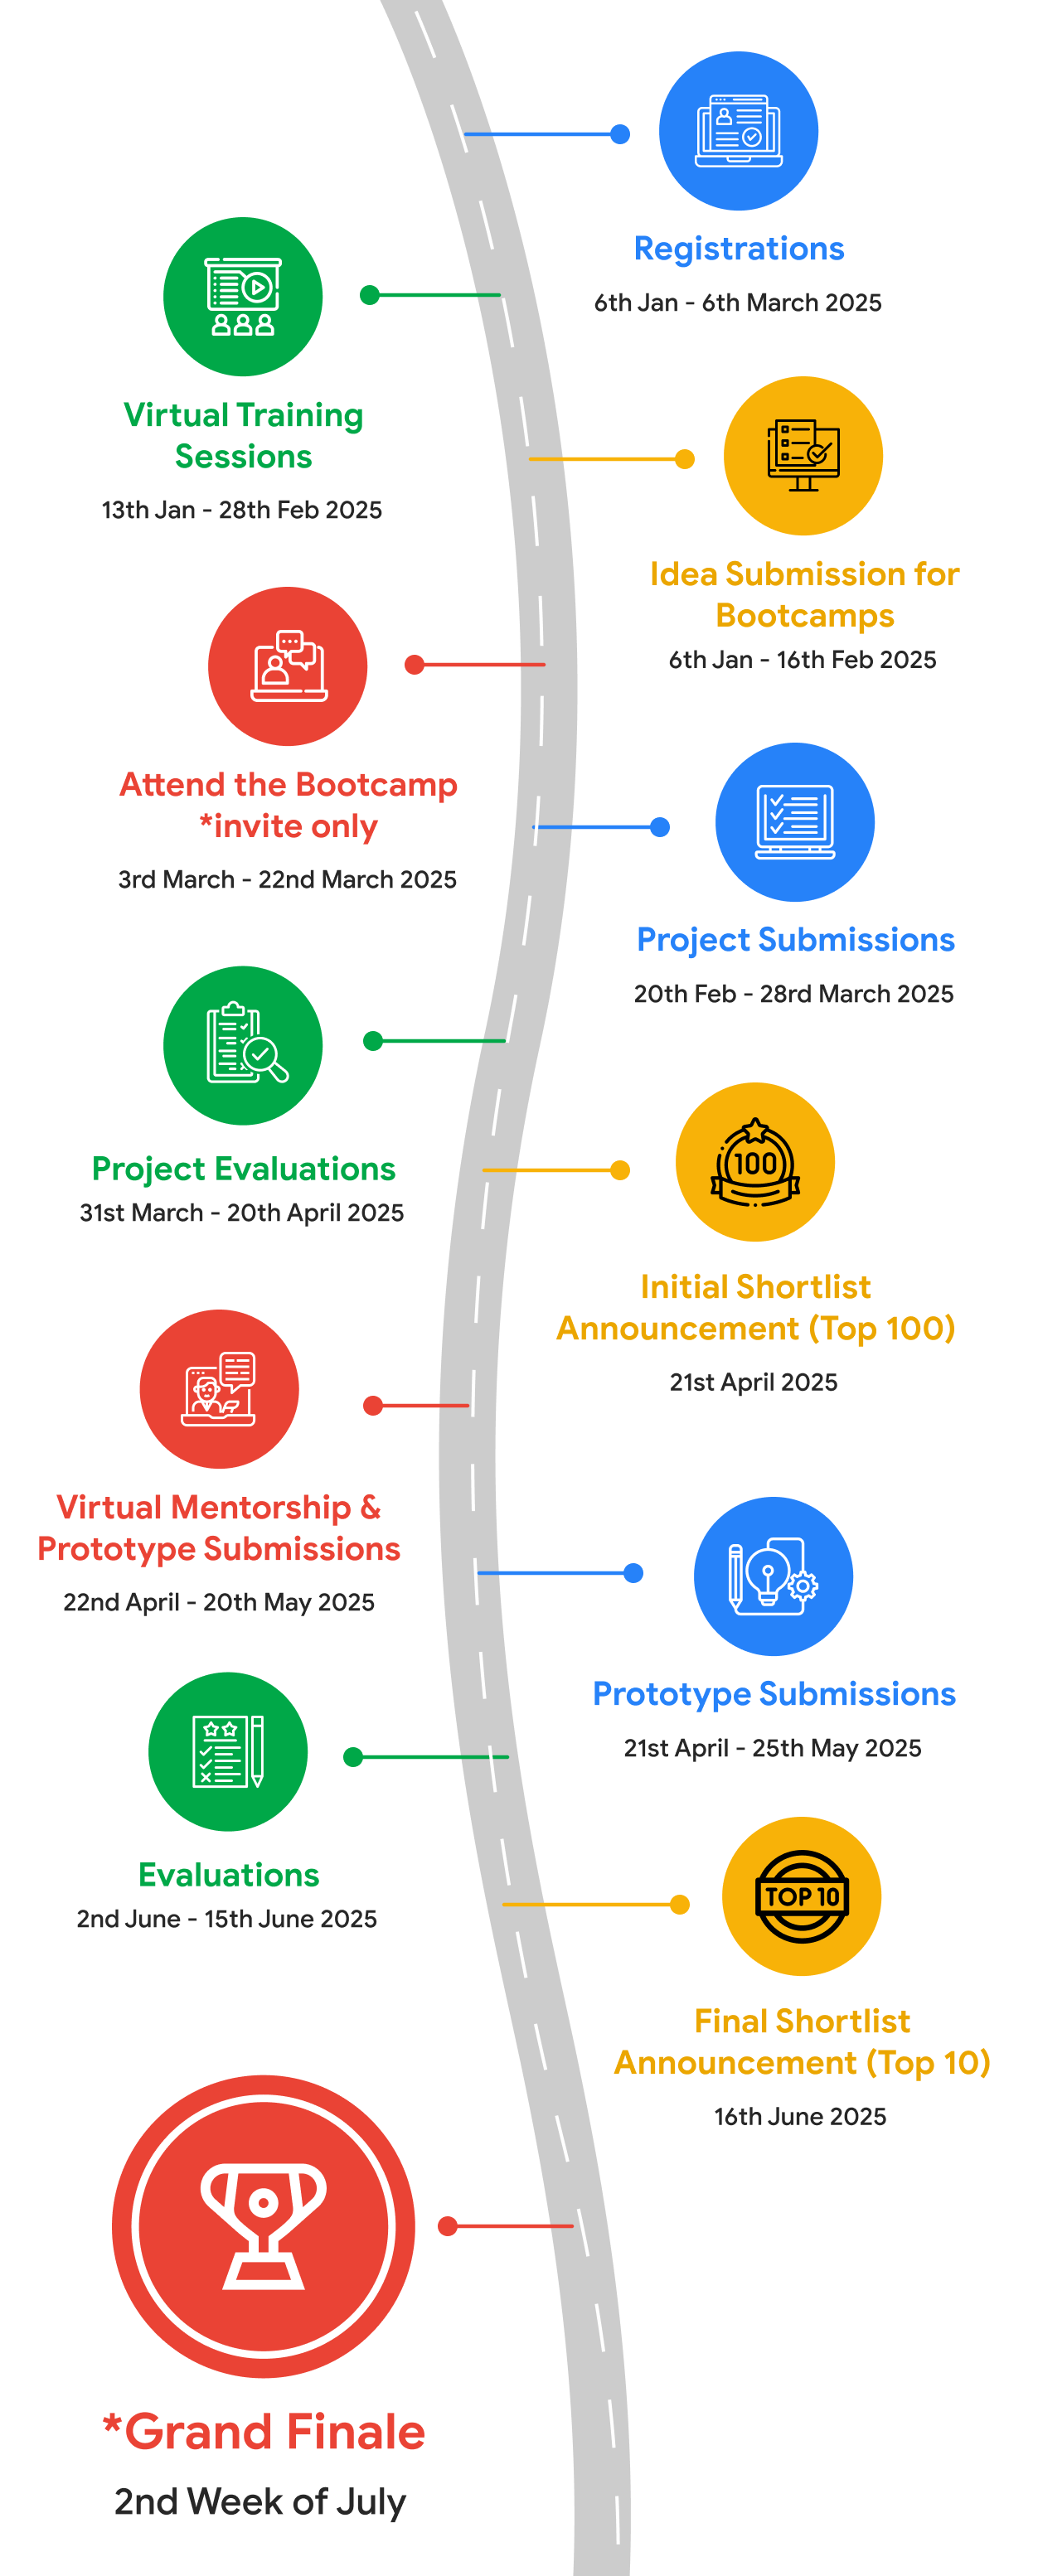 Registrations
6th Jan - 6th March 2025
Virtual Training
Sessions
13th Jan - 28th Feb 2025
Idea Submission for
Bootcamps
6th Jan - 16th Feb 2025
Attend the Bootcamp
*invite only
3rd March - 22nd March 2025
Project Submissions
20th Feb - 28rd March 2025
Project Evaluations
31st March - 20th April 2025
100
Initial Shortlist
Announcement (Top 100)
21st April 2025
Virtual Mentorship &
Prototype Submissions
22nd April - 20th May 2025
Prototype Submissions
21st April - 25th May 2025
Evaluations
2nd June - 15th June 2025
TOP 10
Final Shortlist
Announcement (Top 10)
16th June 2025
*Grand Finale
2nd Week of July